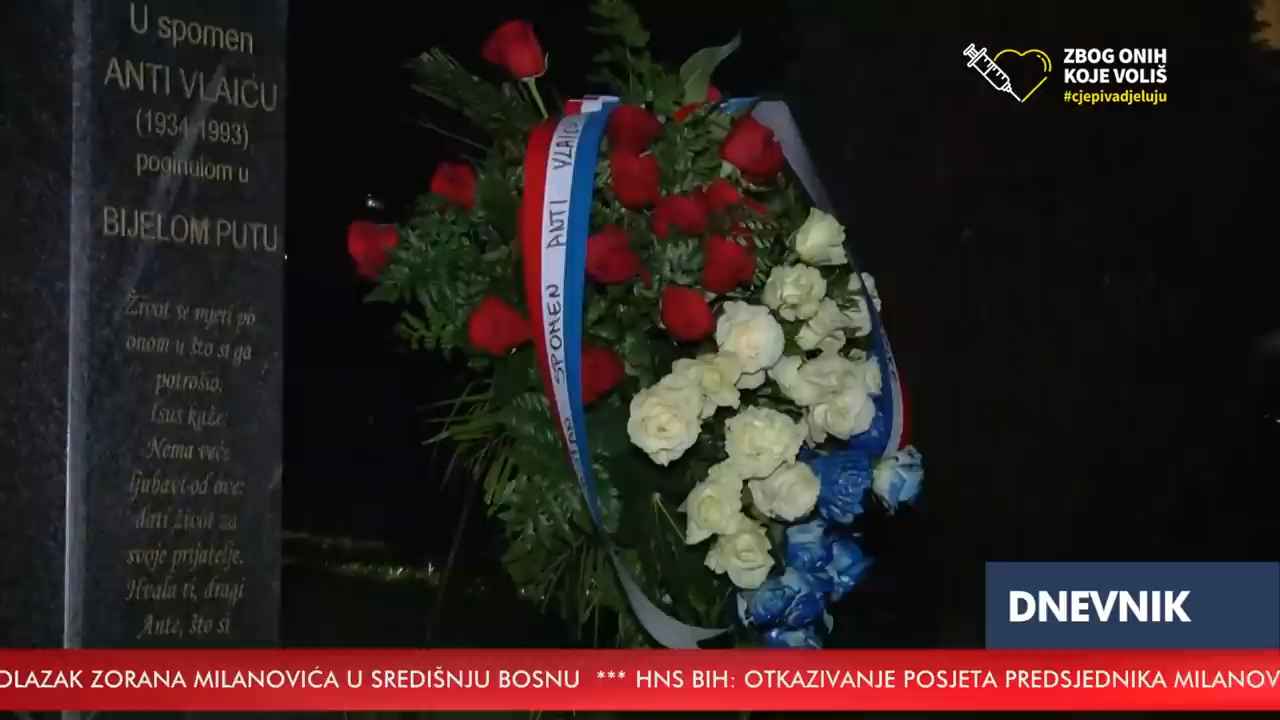 U spomen
ANTI VLAIĆU
(1934-1993)
poginulom u
BIJELOM PUTU
Život se mjeri po
onom u što si ga
potrošio.
Isus kaže:
Nema veće
ljubavi od ove:
dati život za
svoje prijatelje.
Hvala ti, dragi
Ante, što si
SPOMEN ANTI VLAIĆU
ZBOG ONIH
KOJE VOLIŠ
#cjepivadjeluju
DNEVNIK
OLAZAK ZORANA MILANOVIĆA U SREDIŠNJU BOSNU *** HNS BIH: OTKAZIVANJE POSJETA PREDSJEDNIKA MILANOV